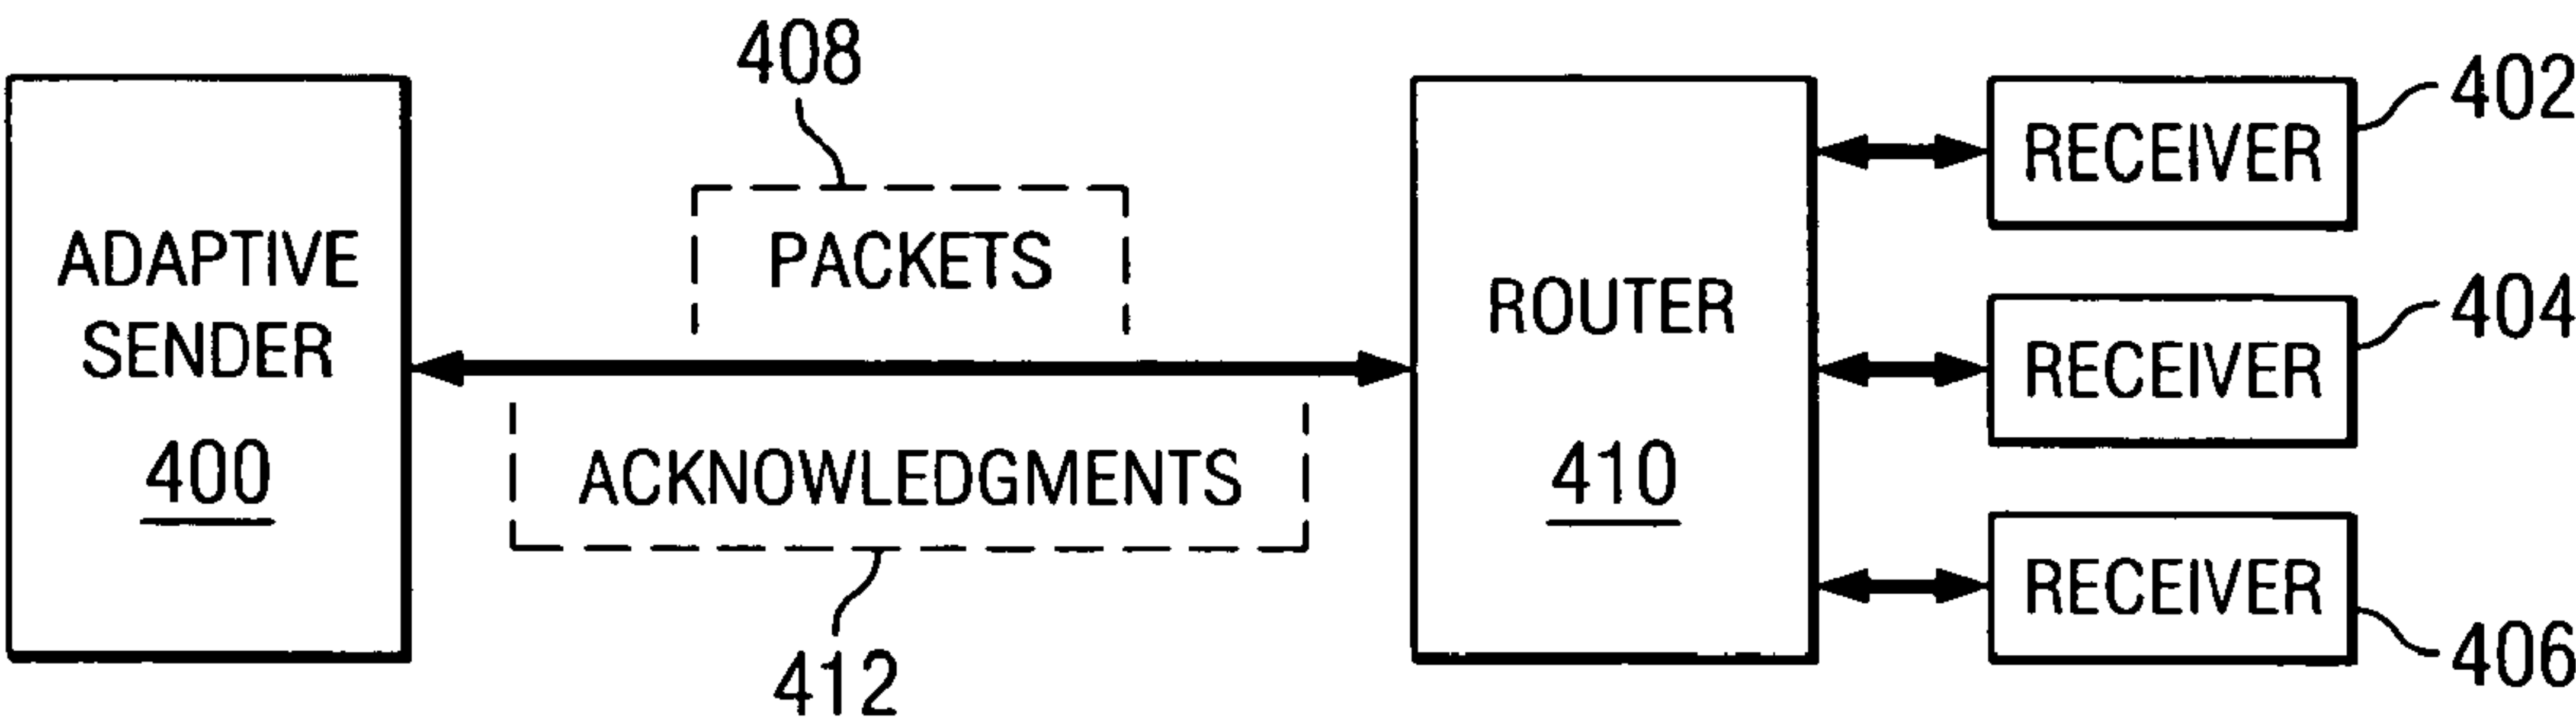 408
PACKETS
ADAPTIVE
SENDER
400
ACKNOWLEDGMENTS
412
ROUTER
410
RECEIVER
402
RECEIVER
404
RECEIVER
406